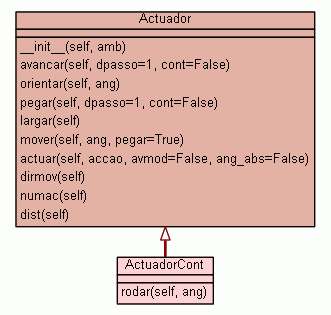 Actuador
__init__(self, amb)
avancar(self, dpasso=1, cont=False)
orientar(self, ang)
pegar(self, dpasso=1, cont=False)
largar(self)
mover(self, ang, pegar=True)
actuar(self, accao, avmod=False, ang_abs=False)
dirmov(self)
numac(self)
dist(self)
ActuadorCont
rodar(self, ang)